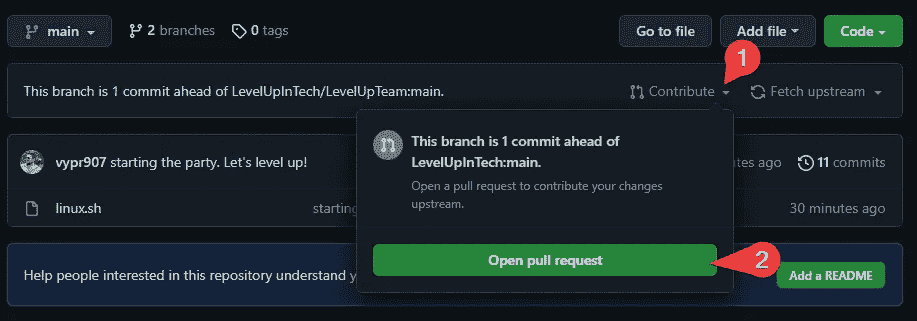 main 2 branches 0 tags Go to file Add file Code
1
This branch is 1 commit ahead of LevelUpInTech/LevelUpTeam:main. Contribute Fetch upstream
This branch is 1 commit ahead of
LevelUpInTech:main.
vypr907 starting the party. Let's level up! ago 11 commits
Open a pull request to contribute your changes
upstream.
linux.sh 30 minutes ago
Open pull request 2
Help people interested in this repository understand Add a README